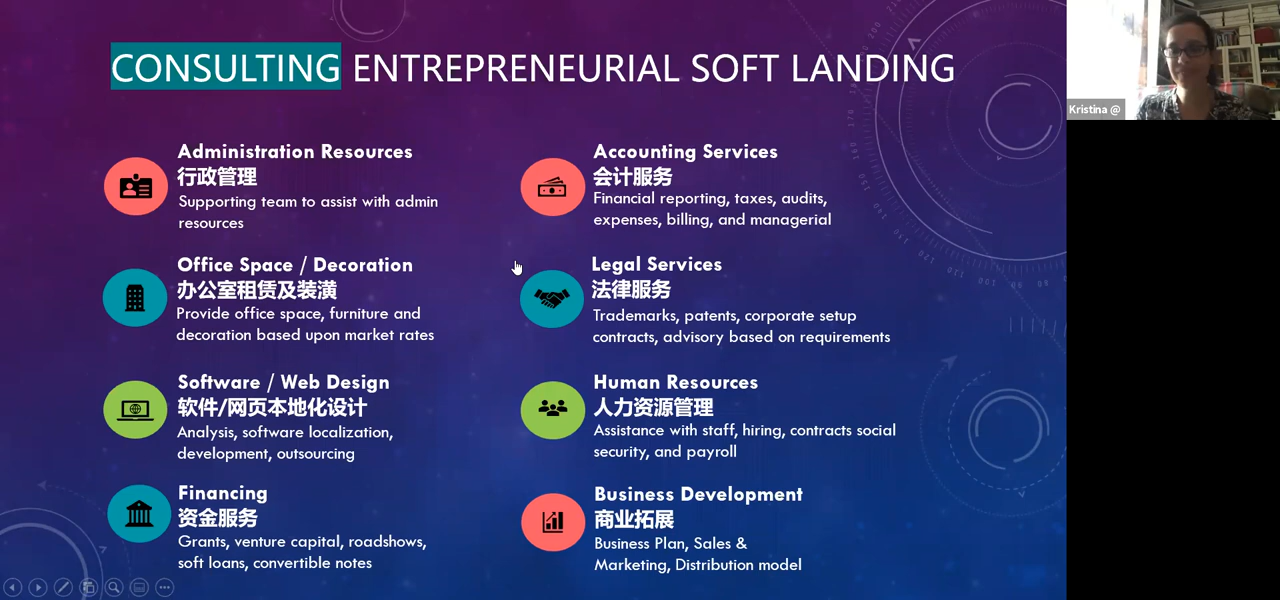 CONSULTING ENTREPRENEURIAL SOFT LANDING
Administration Resources
行政管理
Supporting team to assist with admin
resources
Office Space / Decoration
办公室租赁及装潢
Provide office space, furniture and
decoration based upon market rates
Software / Web Design
软件/网页本地化设计
Analysis, software localization,
development, outsourcing
Financing
资金服务
Grants, venture capital, roadshows,
soft loans, convertible notes
Accounting Services
会计服务
Financial reporting, taxes, audits,
expenses, billing, and managerial
Legal Services
法律服务
Trademarks, patents, corporate setup
contracts, advisory based on requirements
Human Resources
人力资源管理
Assistance with staff, hiring, contracts social
security, and payroll
Business Development
商业拓展
Business Plan, Sales &
Marketing, Distribution model
Kristina @